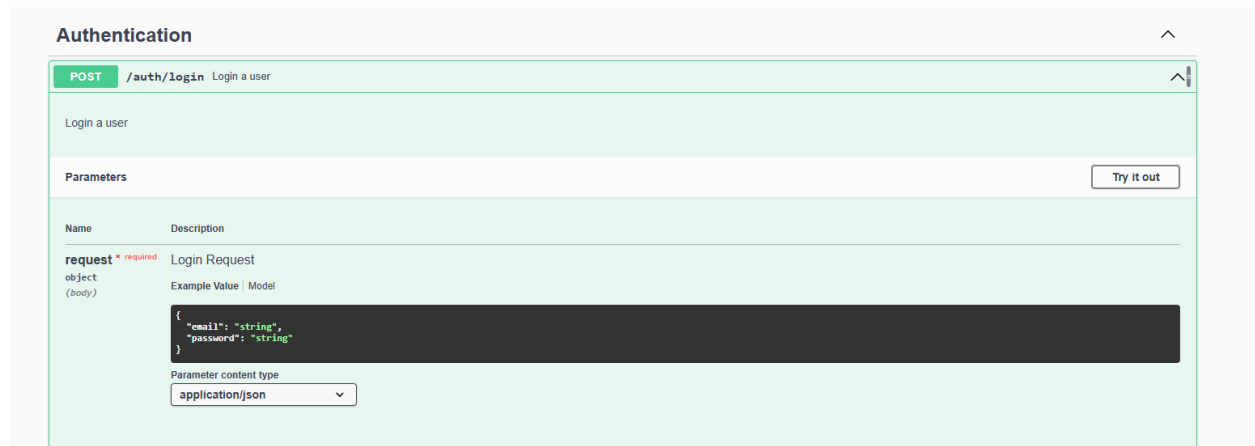 Authentication
POST /auth/login Login a user
Login a user
Parameters Try it out
Name Description
request * required Login Request
object
(body)
Example Value Model
{
  "email": "string",
  "password": "string"
}
Parameter content type
application/json